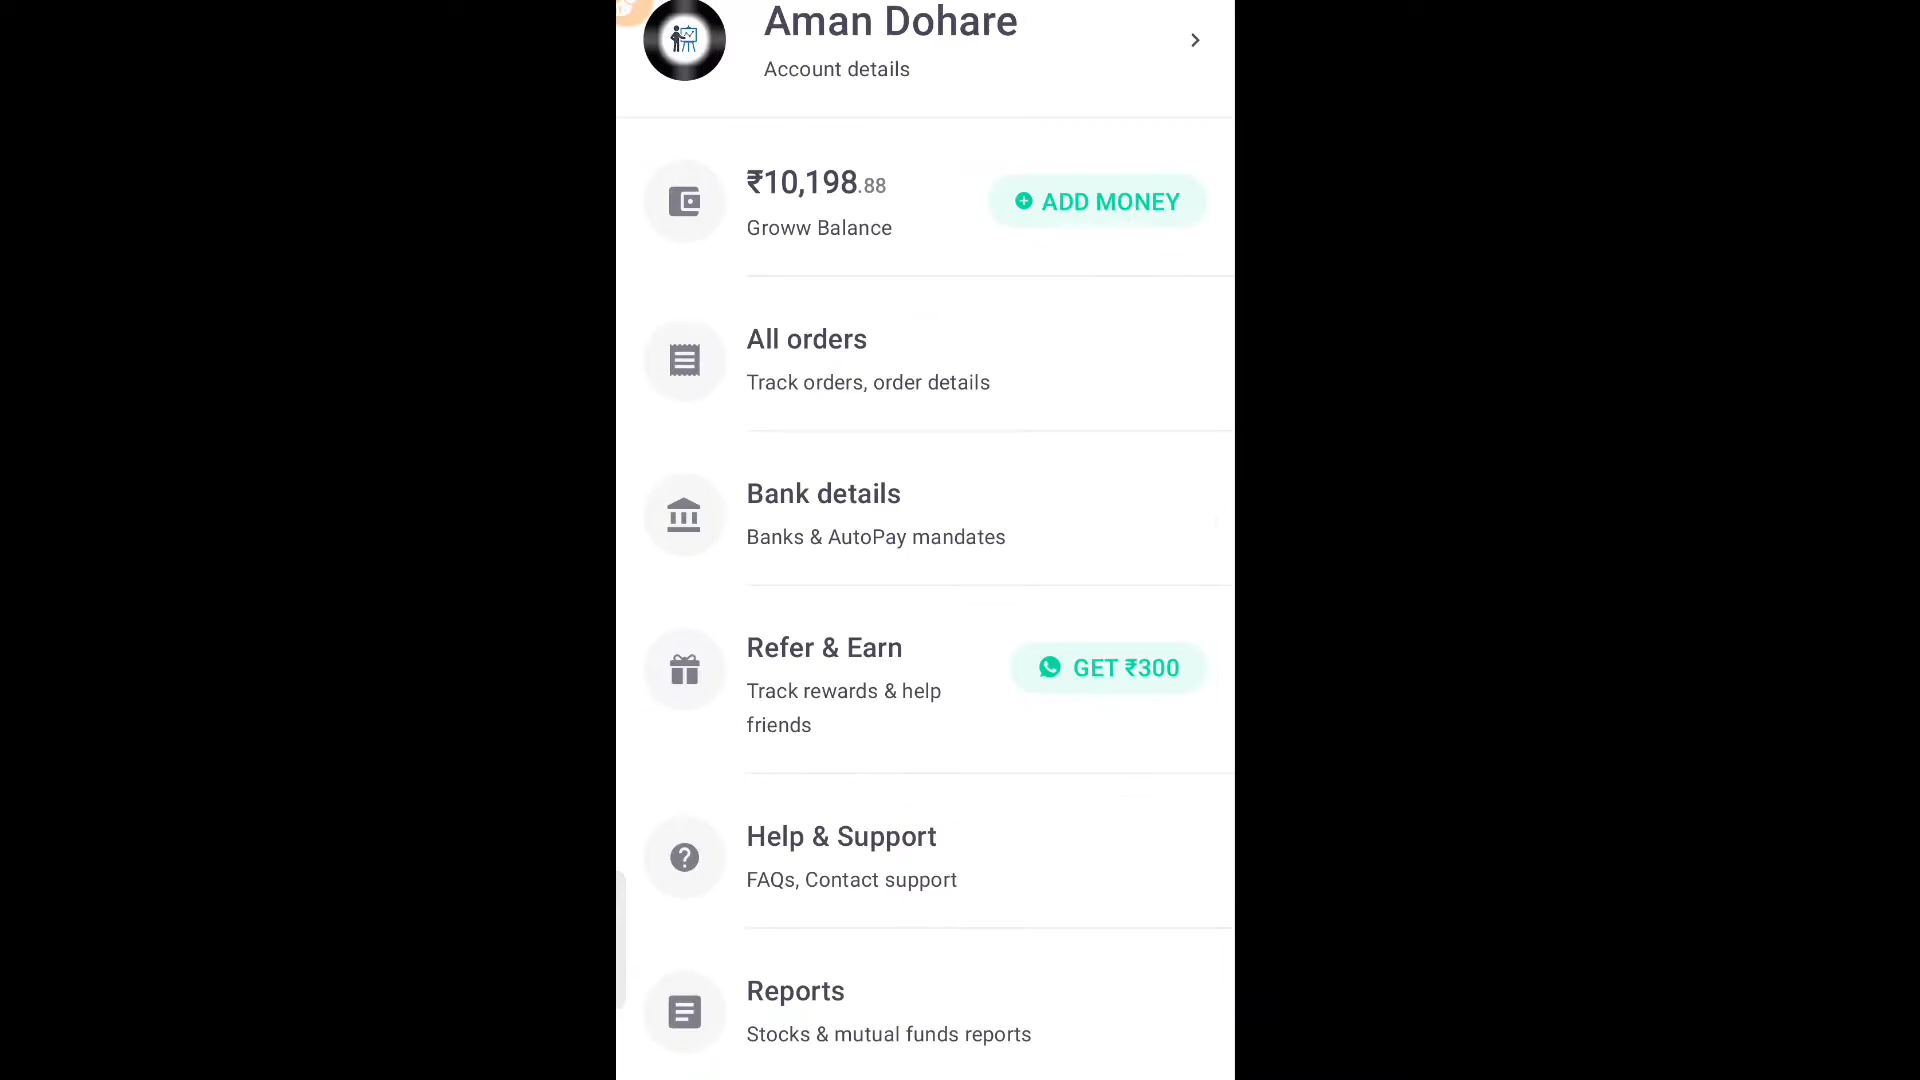 Aman Dohare
Account details
₹10,198.88
Groww Balance
ADD MONEY
All orders
Track orders, order details
Bank details
Banks & AutoPay mandates
Refer & Earn
Track rewards & help
friends
GET ₹300
Help & Support
FAQs, Contact support
Reports
Stocks & mutual funds reports